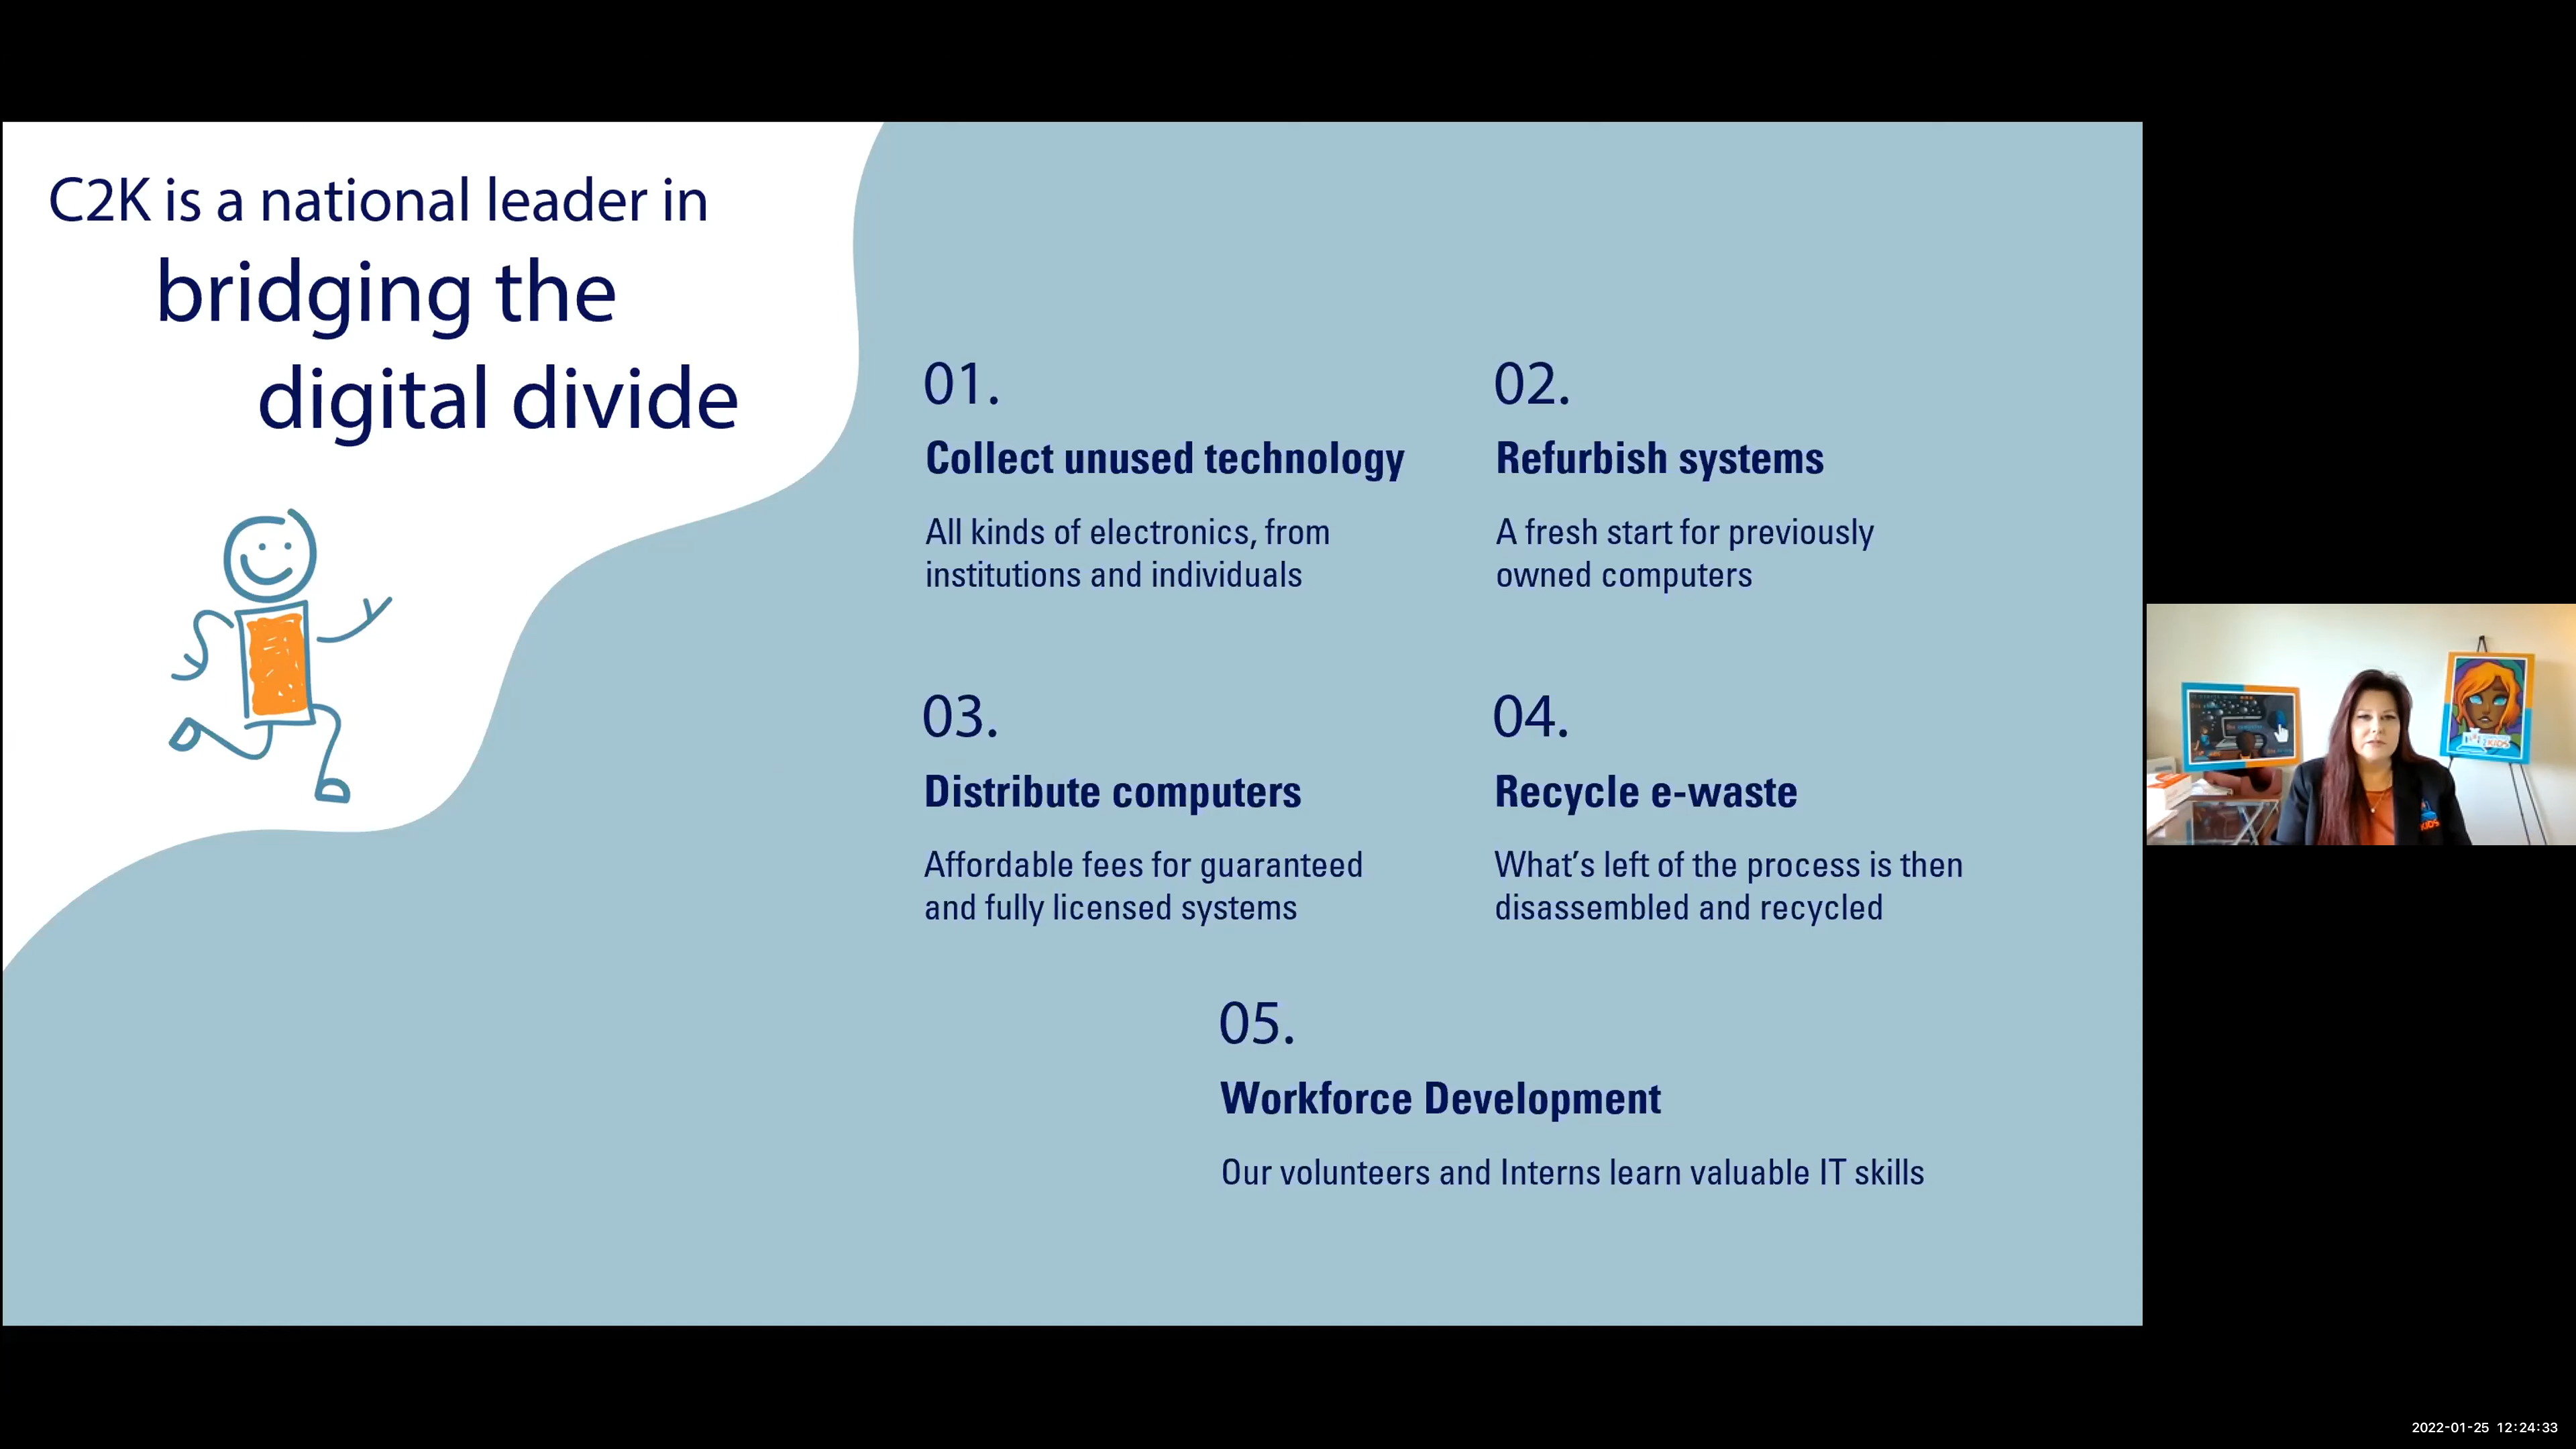 C2K is a national leader in
bridging the
digital divide
01.
Collect unused technology
All kinds of electronics, from
institutions and individuals
02.
Refurbish systems
A fresh start for previously
owned computers
03.
Distribute computers
Affordable fees for guaranteed
and fully licensed systems
04.
Recycle e-waste
What’s left of the process is then
disassembled and recycled
05.
Workforce Development
Our volunteers and Interns learn valuable IT skills
KIDS
2022-01-25 12:24:33